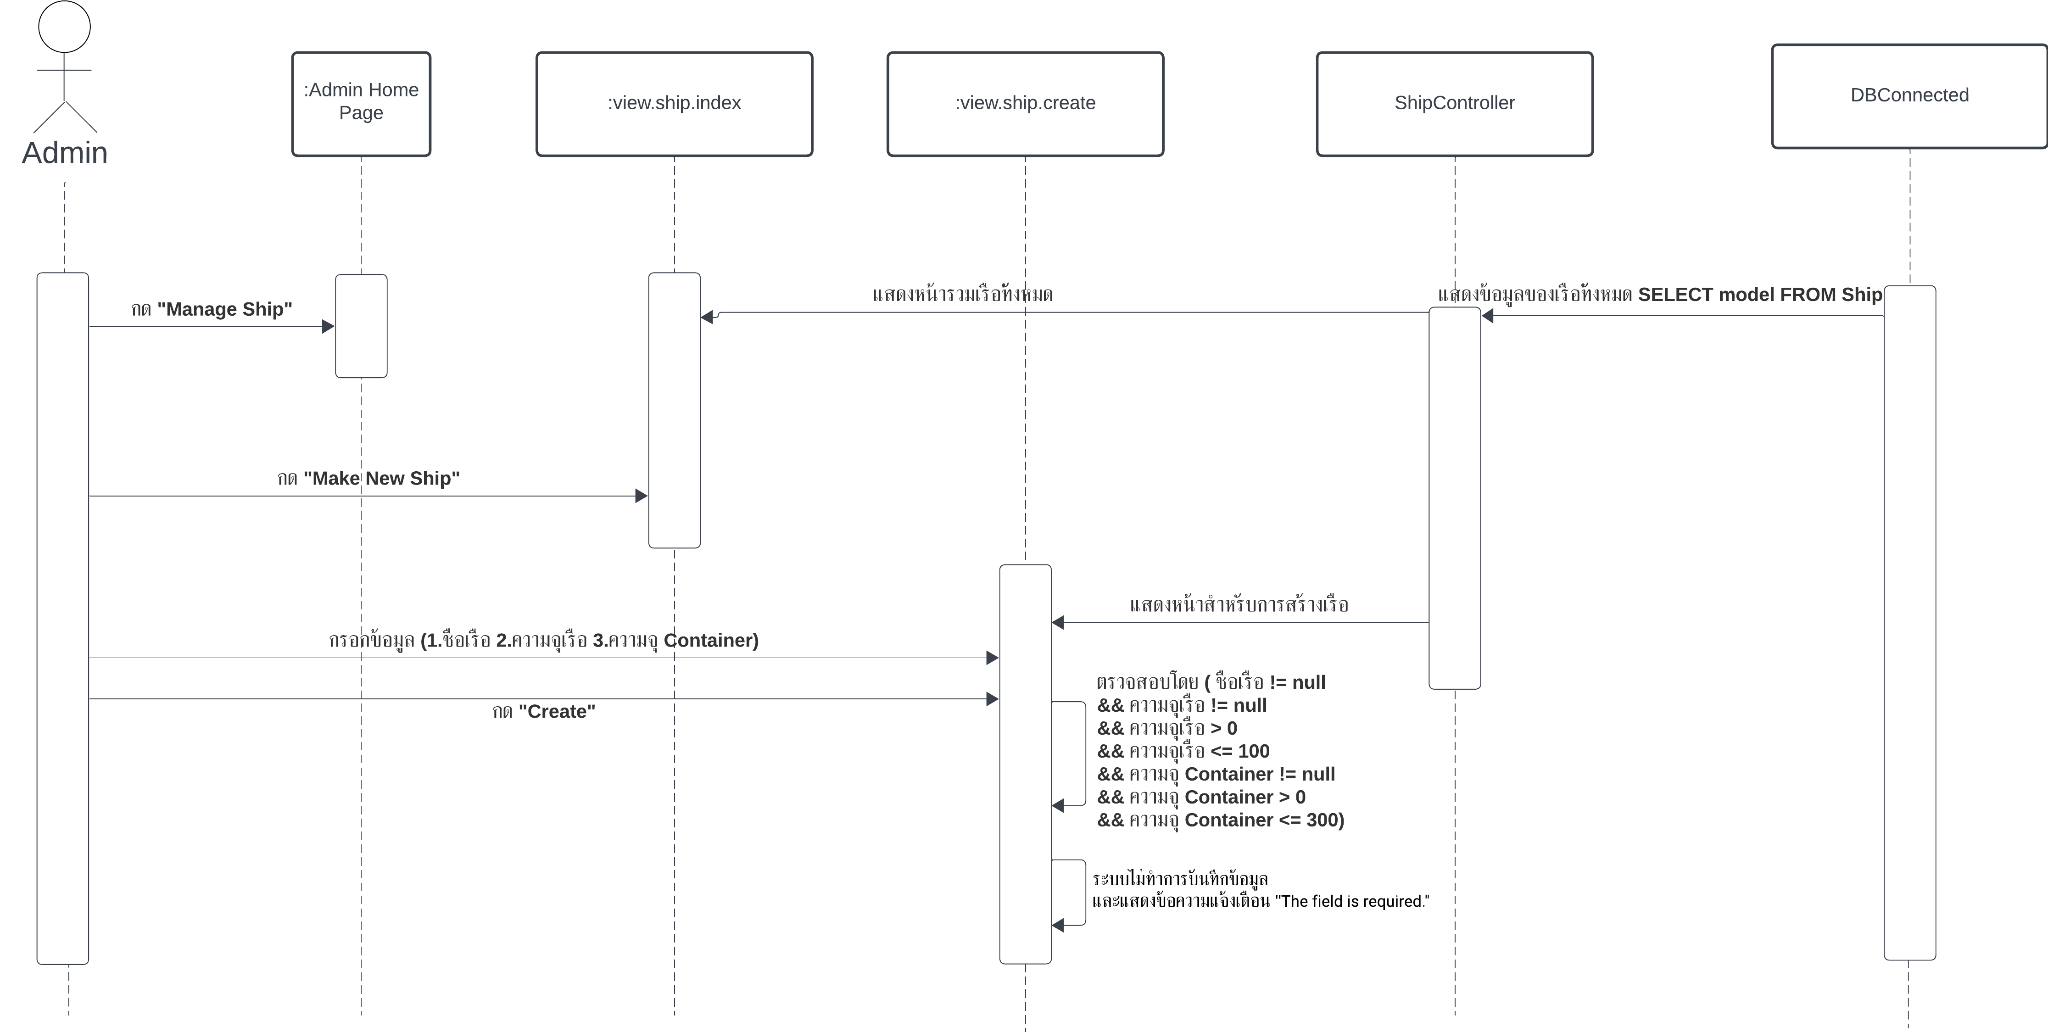 Admin
:Admin Home
Page
:view.ship.index
:view.ship.create
ShipController
DBConnected
กด "Manage Ship"
แสดงหน้ารวมเรือทั้งหมด
แสดงข้อมูลของเรือทั้งหมด SELECT model FROM Ship
กด "Make New Ship"
แสดงหน้าสำหรับการสร้างเรือ
กรอกข้อมูล (1.ชื่อเรือ 2.ความจุเรือ 3.ความจุ Container)
กด "Create"
ตรวจสอบโดย ( ชื่อเรือ != null
&& ความจุเรือ != null
&& ความจุเรือ > 0
&& ความจุเรือ <= 100
&& ความจุ Container != null
&& ความจุ Container > 0
&& ความจุ Container <= 300)
ระบบไม่ทำการบันทึกข้อมูล
และแสดงข้อความแจ้งเตือน "The field is required."